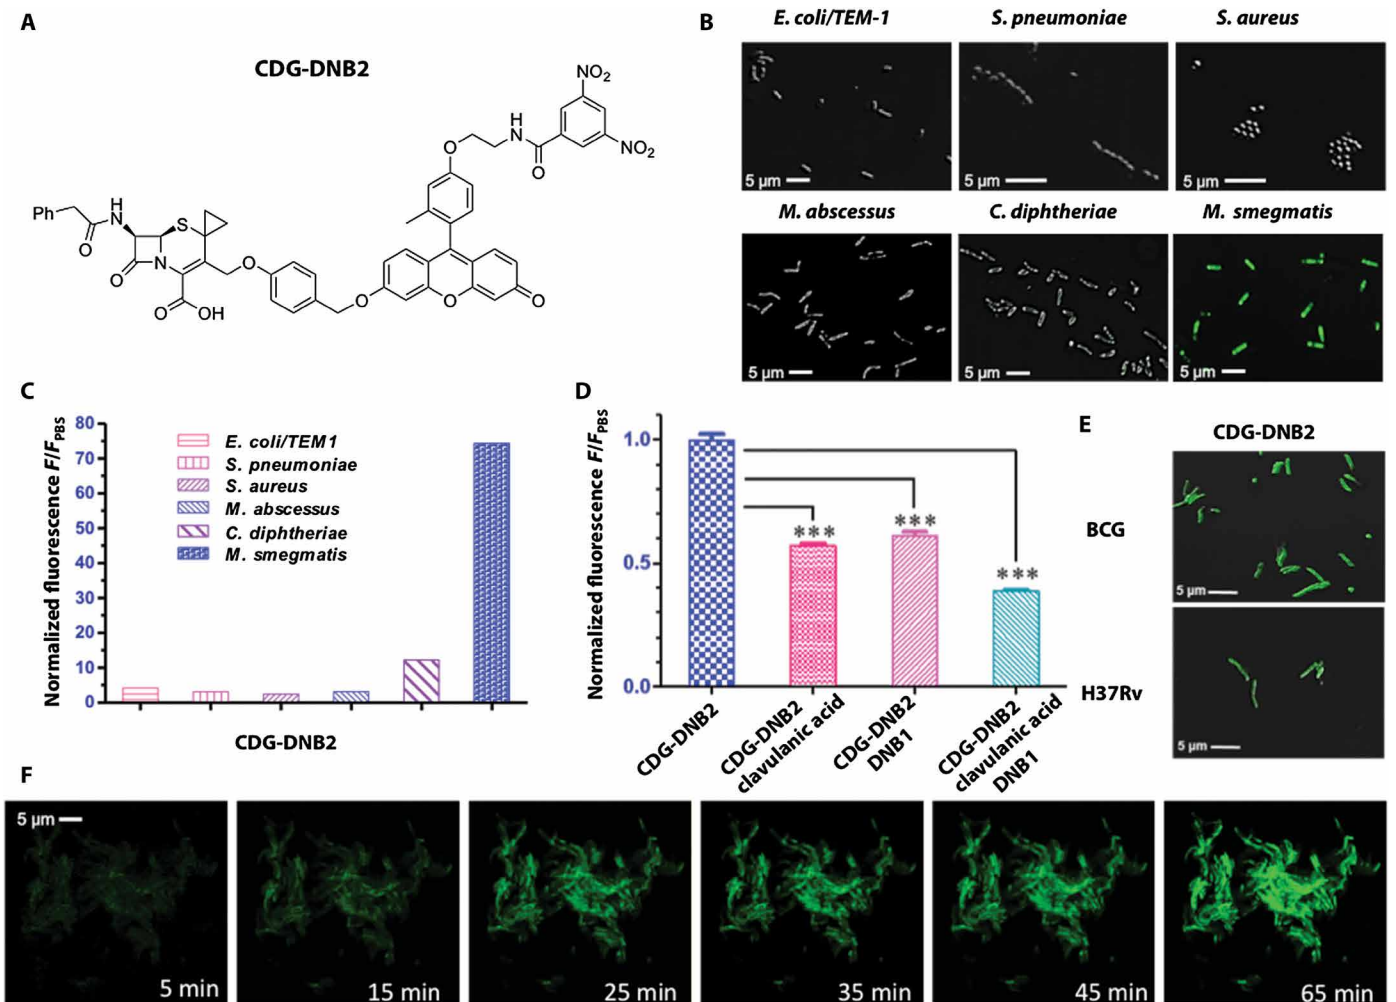 A
CDG-DNB2
NO₂
NO₂
H
N
O
O
Ph
H
N
O
S
N
O
O
OH
O
O
O
O
B
E. coli/TEM-1
S. pneumoniae
S. aureus
5 µm
5 µm
5 µm
M. abscessus
C. diphtheriae
M. smegmatis
5 µm
5 µm
5 µm
C
Normalized fluorescence F/F_PBS
80
70
60
50
40
30
20
10
0
E. coli/TEM1
S. pneumoniae
S. aureus
M. abscessus
C. diphtheriae
M. smegmatis
CDG-DNB2
D
Normalized fluorescence F/F_PBS
1.0
0.5
0.0
***
***
***
CDG-DNB2
CDG-DNB2
clavulanic acid
CDG-DNB2
DNB1
CDG-DNB2
clavulanic acid
DNB1
E
CDG-DNB2
BCG
5 µm
H37Rv
5 µm
F
5 µm
5 min
15 min
25 min
35 min
45 min
65 min